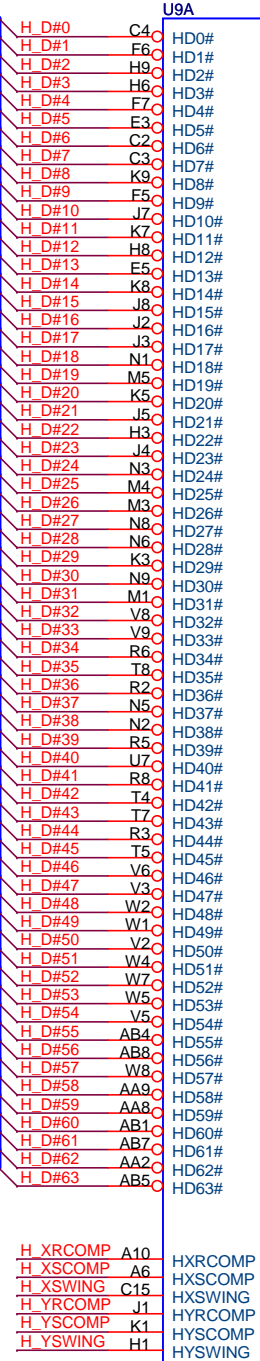 U9A
H_D#0 C4 HD0#
H_D#1 F6 HD1#
H_D#2 H9 HD2#
H_D#3 H6 HD3#
H_D#4 F7 HD4#
H_D#5 E3 HD5#
H_D#6 C2 HD6#
H_D#7 C3 HD7#
H_D#8 K9 HD8#
H_D#9 F5 HD9#
H_D#10 J7 HD10#
H_D#11 K7 HD11#
H_D#12 H8 HD12#
H_D#13 E5 HD13#
H_D#14 K8 HD14#
H_D#15 J8 HD15#
H_D#16 J2 HD16#
H_D#17 J3 HD17#
H_D#18 N1 HD18#
H_D#19 M5 HD19#
H_D#20 K5 HD20#
H_D#21 J5 HD21#
H_D#22 H3 HD22#
H_D#23 J4 HD23#
H_D#24 N3 HD24#
H_D#25 M4 HD25#
H_D#26 M3 HD26#
H_D#27 N8 HD27#
H_D#28 N6 HD28#
H_D#29 K3 HD29#
H_D#30 N9 HD30#
H_D#31 M1 HD31#
H_D#32 V8 HD32#
H_D#33 V9 HD33#
H_D#34 R6 HD34#
H_D#35 T8 HD35#
H_D#36 R2 HD36#
H_D#37 N5 HD37#
H_D#38 N2 HD38#
H_D#39 R5 HD39#
H_D#40 U7 HD40#
H_D#41 R8 HD41#
H_D#42 T4 HD42#
H_D#43 T7 HD43#
H_D#44 R3 HD44#
H_D#45 T5 HD45#
H_D#46 V6 HD46#
H_D#47 V3 HD47#
H_D#48 W2 HD48#
H_D#49 W1 HD49#
H_D#50 V2 HD50#
H_D#51 W4 HD51#
H_D#52 W7 HD52#
H_D#53 W5 HD53#
H_D#54 V5 HD54#
H_D#55 AB4 HD55#
H_D#56 AB8 HD56#
H_D#57 W8 HD57#
H_D#58 AA9 HD58#
H_D#59 AA8 HD59#
H_D#60 AB1 HD60#
H_D#61 AB7 HD61#
H_D#62 AA2 HD62#
H_D#63 AB5 HD63#
H_XRCOMP A10 HXRCOMP
H_XSCOMP A6 HXSCOMP
H_XSWING C15 HXSWING
H_YRCOMP J1 HYRCOMP
H_YSCOMP K1 HYSCOMP
H_YSWING H1 HYSWING